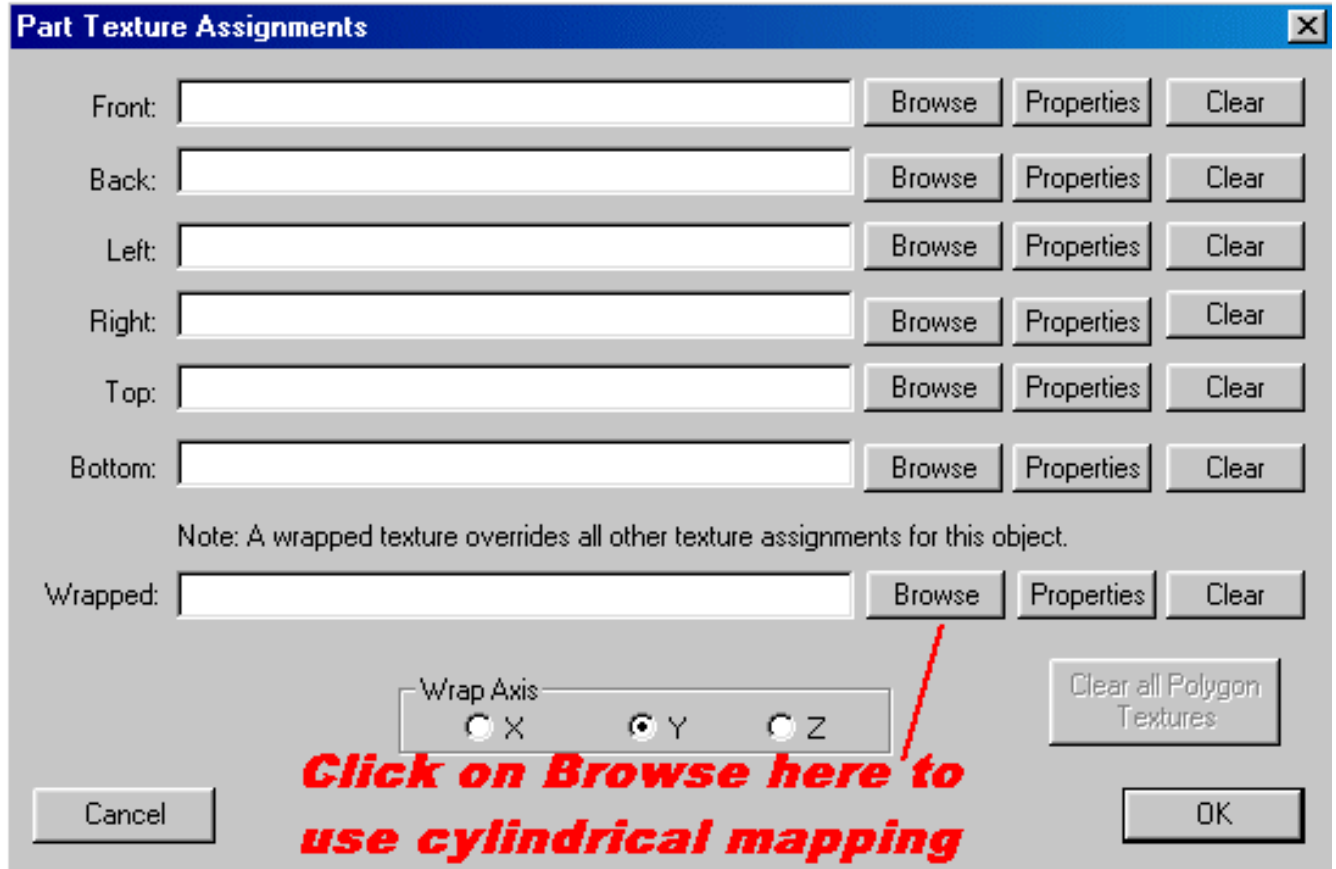 Part Texture Assignments
Front: Browse Properties Clear
Back: Browse Properties Clear
Left: Browse Properties Clear
Right: Browse Properties Clear
Top: Browse Properties Clear
Bottom: Browse Properties Clear
Note: A wrapped texture overrides all other texture assignments for this object.
Wrapped: Browse Properties Clear
Wrap Axis
X Y Z
Clear all Polygon
Textures
Click on Browse here to
use cylindrical mapping
Cancel
OK